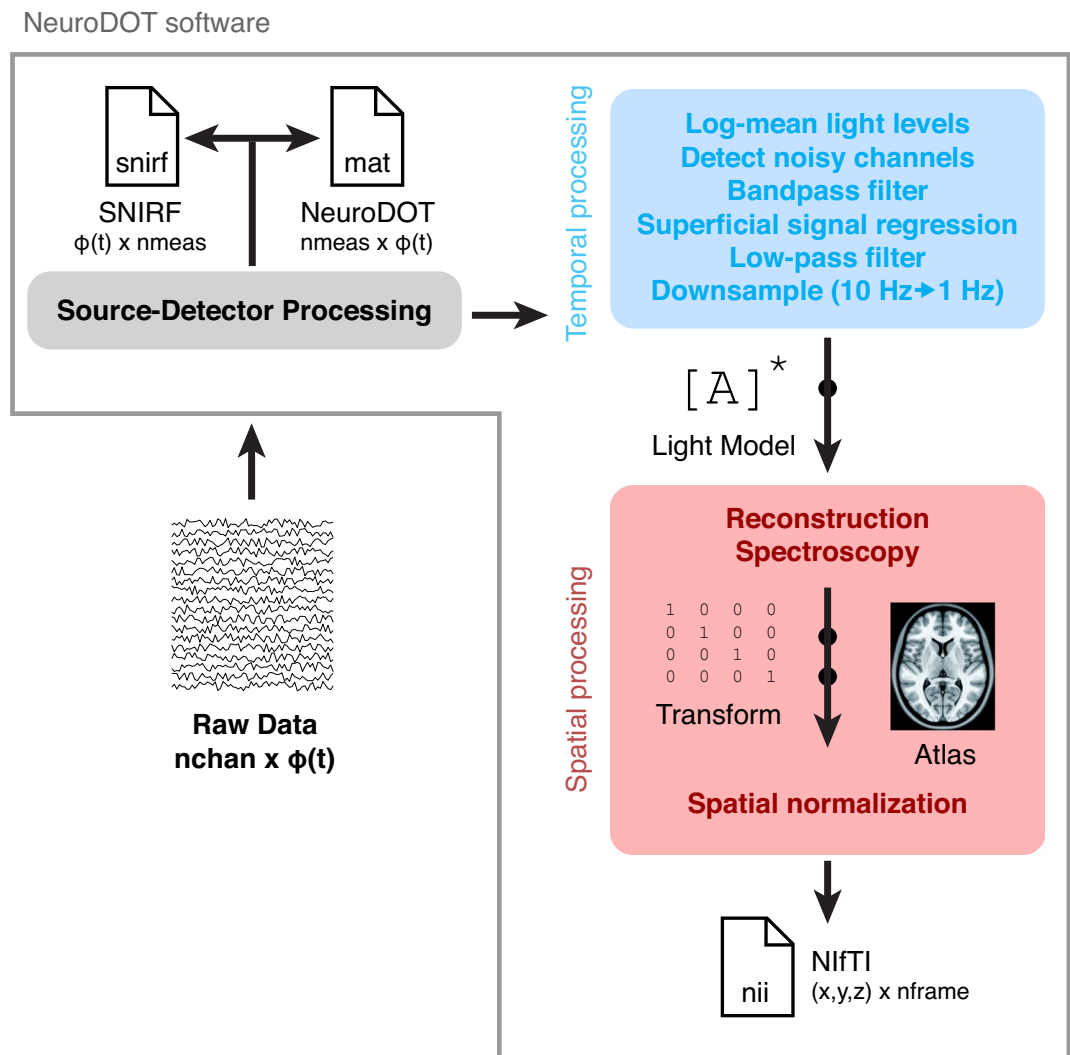 NeuroDOT software
snirf
SNIRF
ϕ(t) x nmeas
mat
NeuroDOT
nmeas x ϕ(t)
Source-Detector Processing
Temporal processing
Log-mean light levels
Detect noisy channels
Bandpass filter
Superficial signal regression
Low-pass filter
Downsample (10 Hz➔1 Hz)
[A]*
Light Model
Raw Data
nchan x ϕ(t)
Spatial processing
Reconstruction
Spectroscopy
1 0 0 0
0 1 0 0
0 0 1 0
0 0 0 1
Transform
Atlas
Spatial normalization
nii
NIfTI
(x,y,z) x nframe